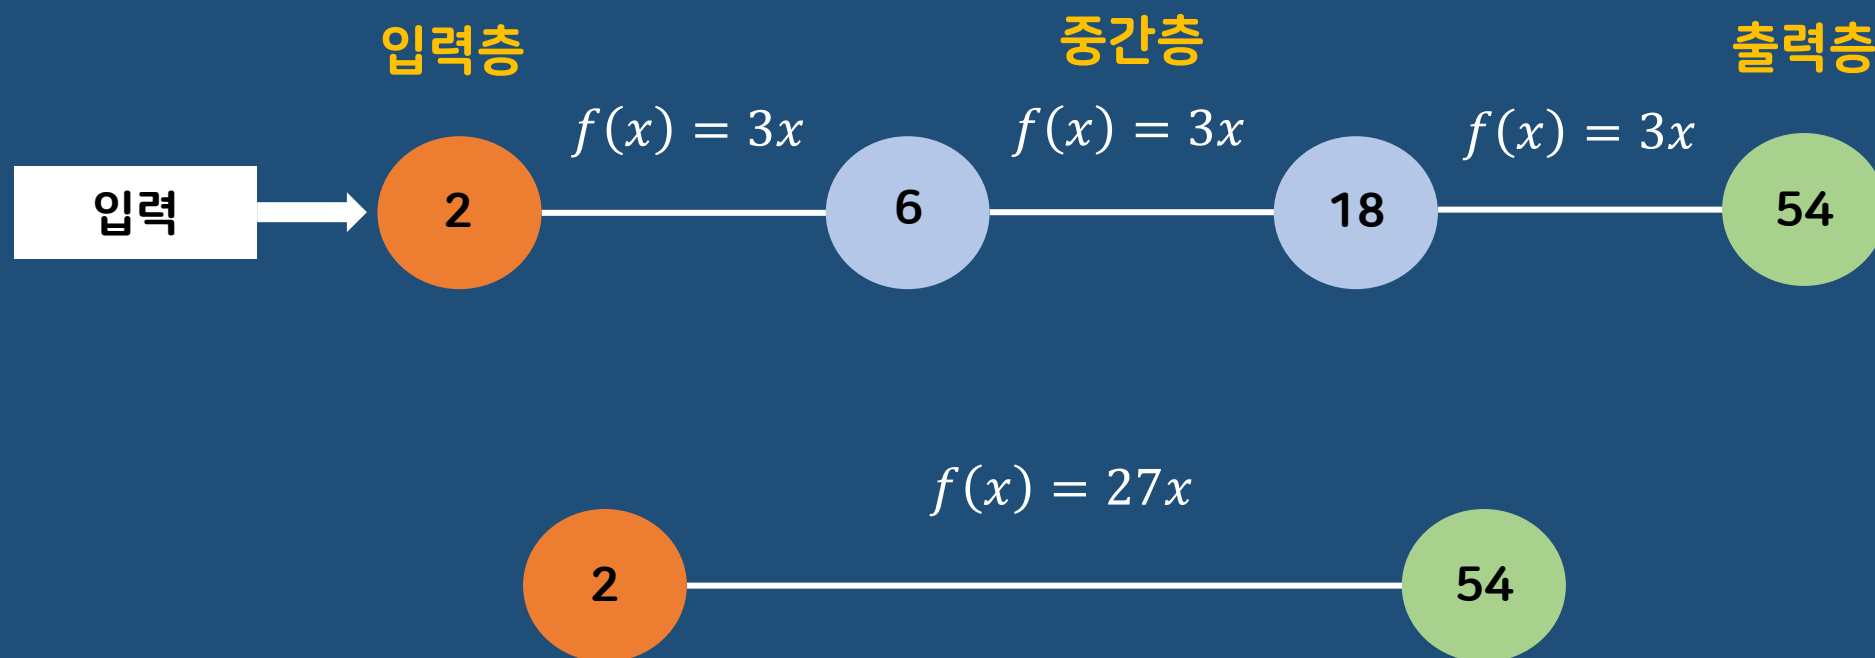 입력층 중간층 출력층
f(x) = 3x f(x) = 3x f(x) = 3x
입력 2 6 18 54
f(x) = 27x
2 54